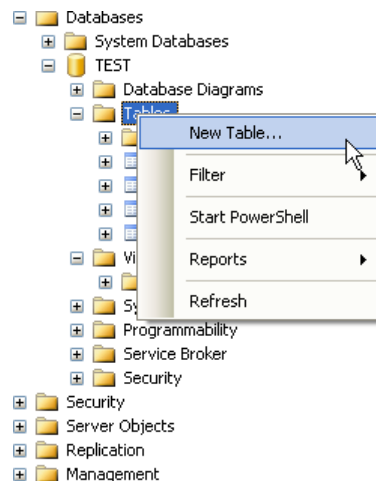 Databases
System Databases
TEST
Database Diagrams
Tables
New Table...
Filter
Start PowerShell
Reports
Refresh
Programmability
Service Broker
Security
Security
Server Objects
Replication
Management